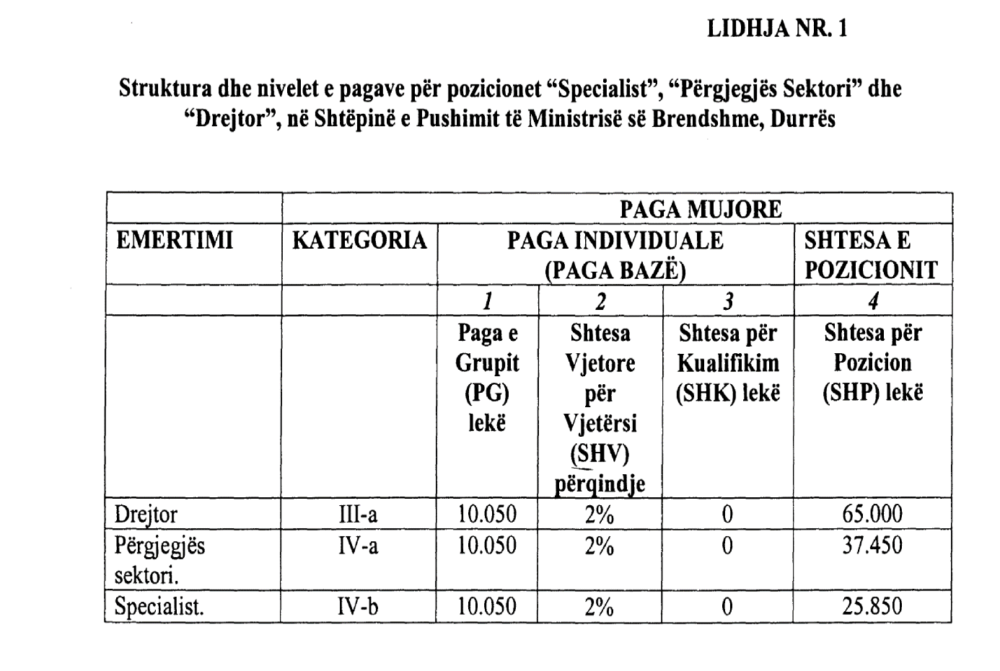 LIDHJA NR. 1
Struktura dhe nivelet e pagave për pozicionet “Specialist”, “Përgjegjës Sektori” dhe
“Drejtor”, në Shtëpinë e Pushimit të Ministrisë së Brendshme, Durrës
PAGA MUJORE
EMERTIMI KATEGORIA PAGA INDIVIDUALE SHTESA E
(PAGA BAZË) POZICIONIT
1 2 3 4
Paga e Shtesa Shtesa për Shtesa për
Grupit Vjetore Kualifikim Pozicion
(PG) për (SHK) lekë (SHP) lekë
lekë Vjetërsi
(SHV)
përqindje
Drejtor III-a 10.050 2% 0 65.000
Përgjegjës IV-a 10.050 2% 0 37.450
sektori.
Specialist. IV-b 10.050 2% 0 25.850